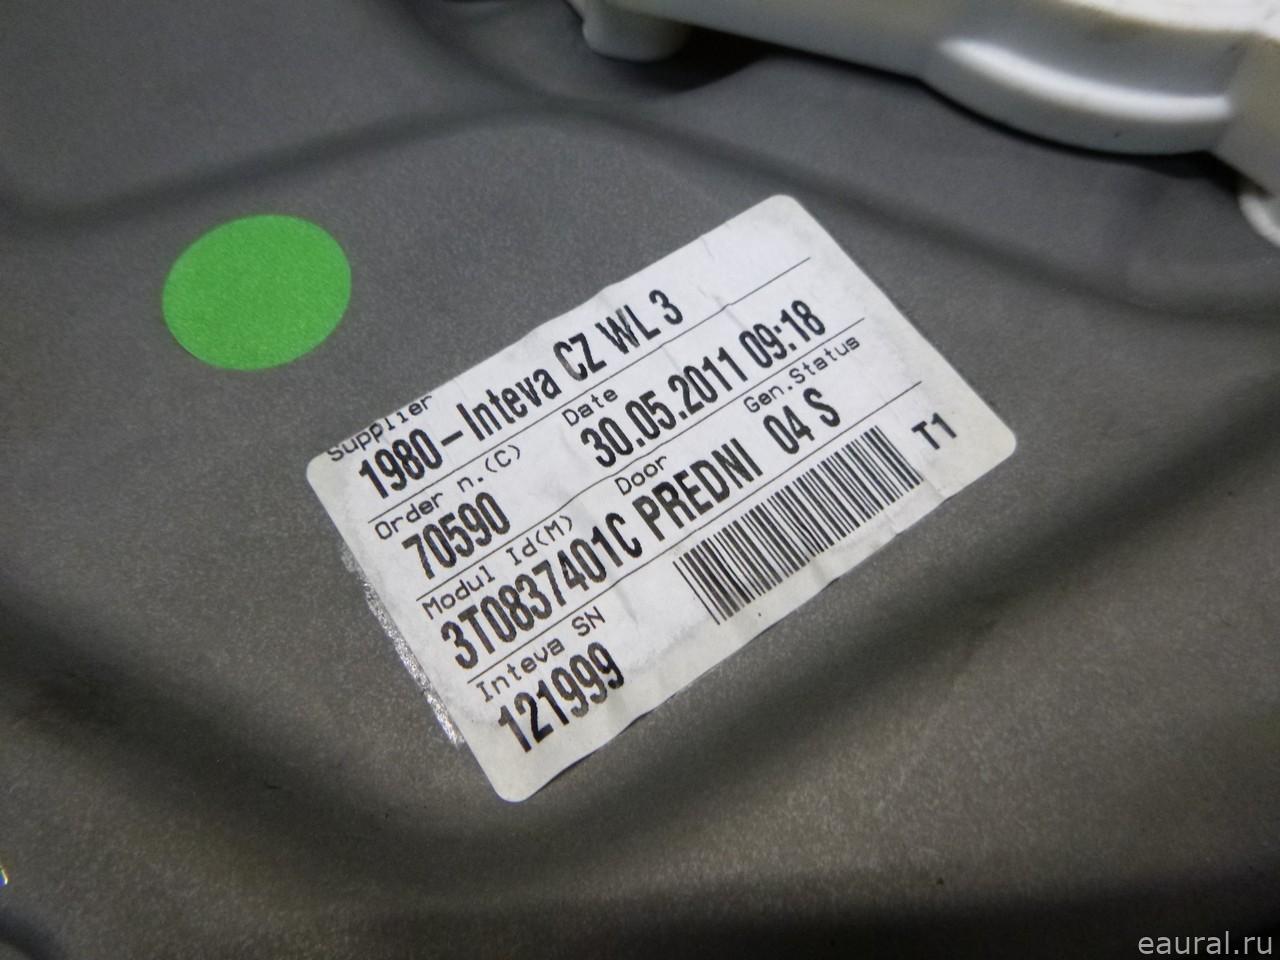 Supplier
1980-Inteva CZ WL 3
Order n.(C) Date
70590 30.05.2011 09:18
Modul Id(M) Door Gen.Status
3T0837401C PREDNI 04 S
Inteva SN
121999
T1
eaural.ru